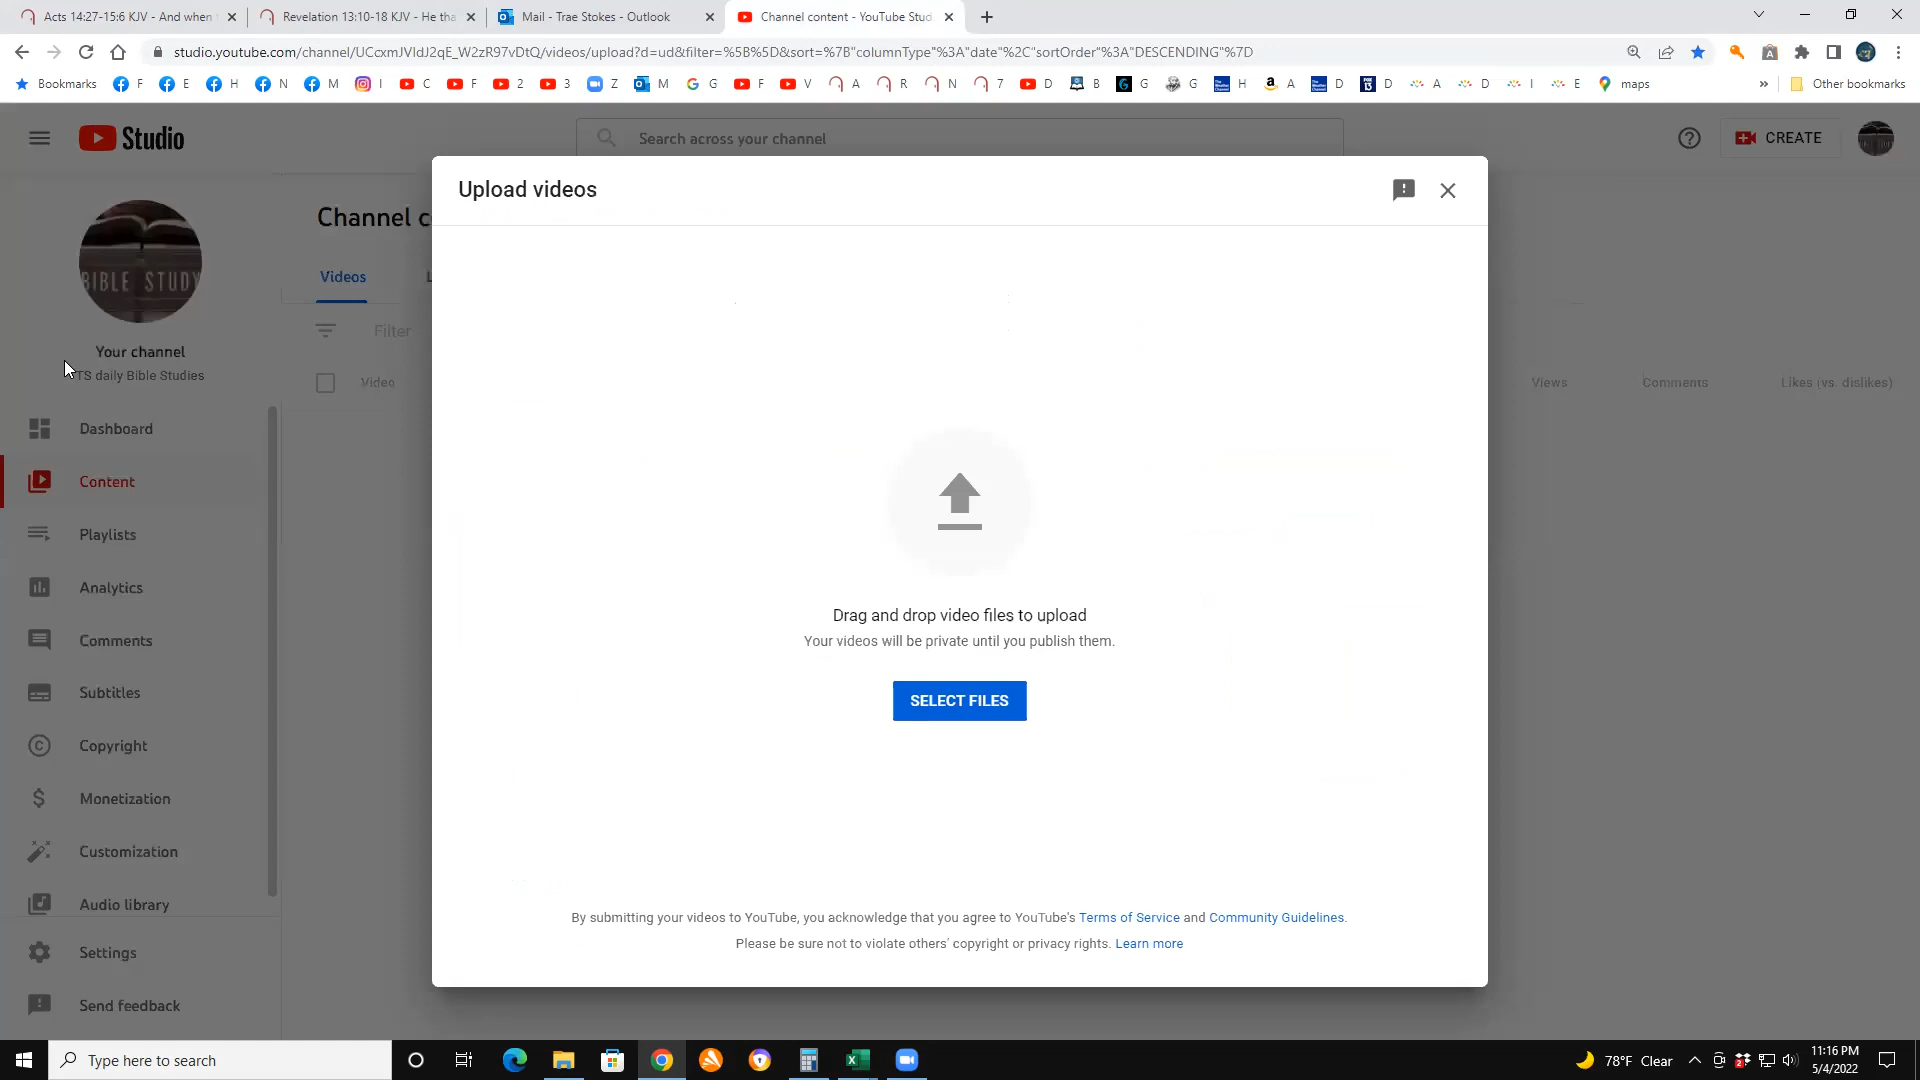 Acts 14:27-15:6 KJV - And when
Revelation 13:10-18 KJV - He tha
Mail - Trae Stokes - Outlook
Channel content - YouTube Stud
studio.youtube.com/channel/UCcxmJVldJ2qE_W2zR97vDtQ/videos/upload?d=ud&filter=%5B%5D&sort=%7B"columnType"%3A"date"%2C"sortOrder"%3A"DESCENDING"%7D
Bookmarks F E H N M I C F 2 3 Z M G F V A R N 7 D B G G H A D D A D I E maps » Other bookmarks
Studio
Search across your channel
CREATE
Upload videos
BIBLE STUDY
Channel c
Videos
Filter
Your channel
TS daily Bible Studies
Video
Views
Comments
Likes (vs. dislikes)
Dashboard
Content
Playlists
Analytics
Comments
Subtitles
Copyright
Monetization
Customization
Audio library
Settings
Send feedback
Drag and drop video files to upload
Your videos will be private until you publish them.
SELECT FILES
By submitting your videos to YouTube, you acknowledge that you agree to YouTube's Terms of Service and Community Guidelines.
Please be sure not to violate others' copyright or privacy rights. Learn more
Type here to search
78°F Clear
11:16 PM
5/4/2022